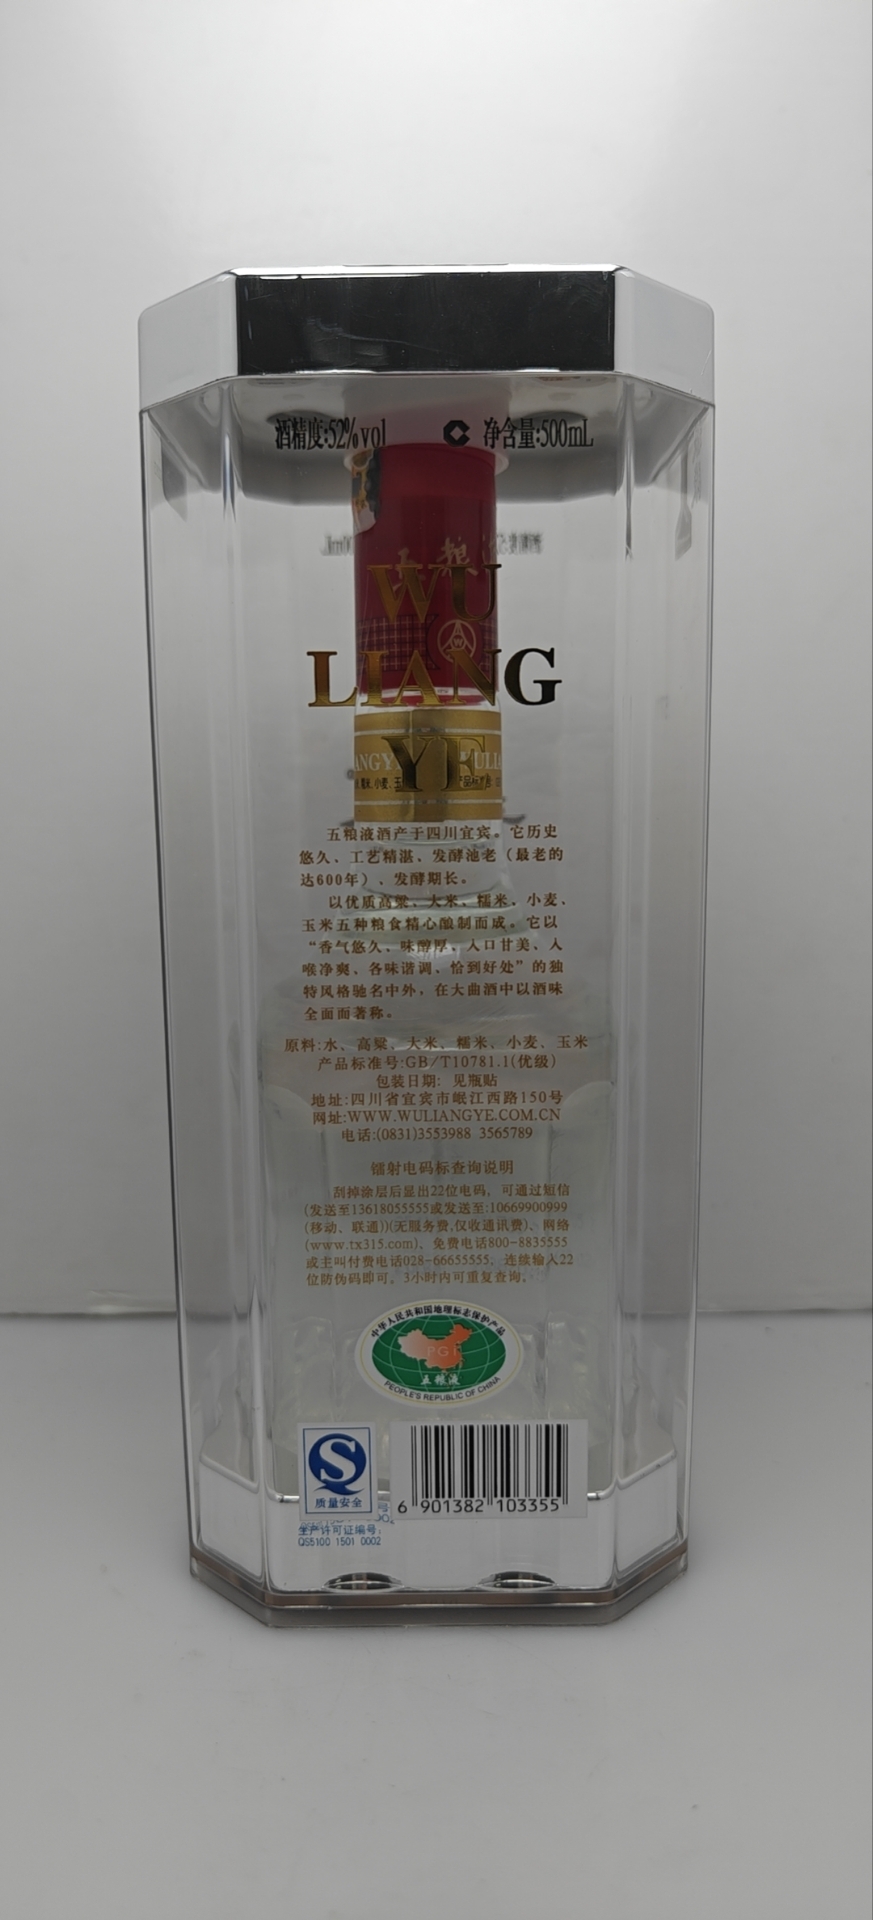 酒精度:52%vol 净含量:500mL
WU
LIANG
YE
五粮液酒产于四川宜宾。它历史
悠久、工艺精湛、发酵池老（最老的
达600年）、发酵期长。
以优质高粱、大米、糯米、小麦、
玉米五种粮食精心酿制而成。它以
“香气悠久、味醇厚、入口甘美、入
喉净爽、各味谐调、恰到好处”的独
特风格驰名中外，在大曲酒中以酒味
全面而著称。
原料:水、高粱、大米、糯米、小麦、玉米
产品标准号:GB/T10781.1(优级)
包装日期: 见瓶贴
地址:四川省宜宾市岷江西路150号
网址:WWW.WULIANGYE.COM.CN
电话:(0831)3553988 3565789
镭射电码标查询说明
刮掉涂层后显出22位电码，可通过短信
(发送至13618055555或发送至:10669900999
(移动、联通))(无服务费,仅收通讯费)、网络
(www.tx315.com)、免费电话800-8835555
或主叫付费电话028-66655555, 连续输入22
位防伪码即可，3小时内可重复查询，
中华人民共和国地理标志保护产品
PGI
五粮液
PEOPLE'S REPUBLIC OF CHINA
质量安全
6 901382 103355
生产许可证编号:
QS5100 1501 0002